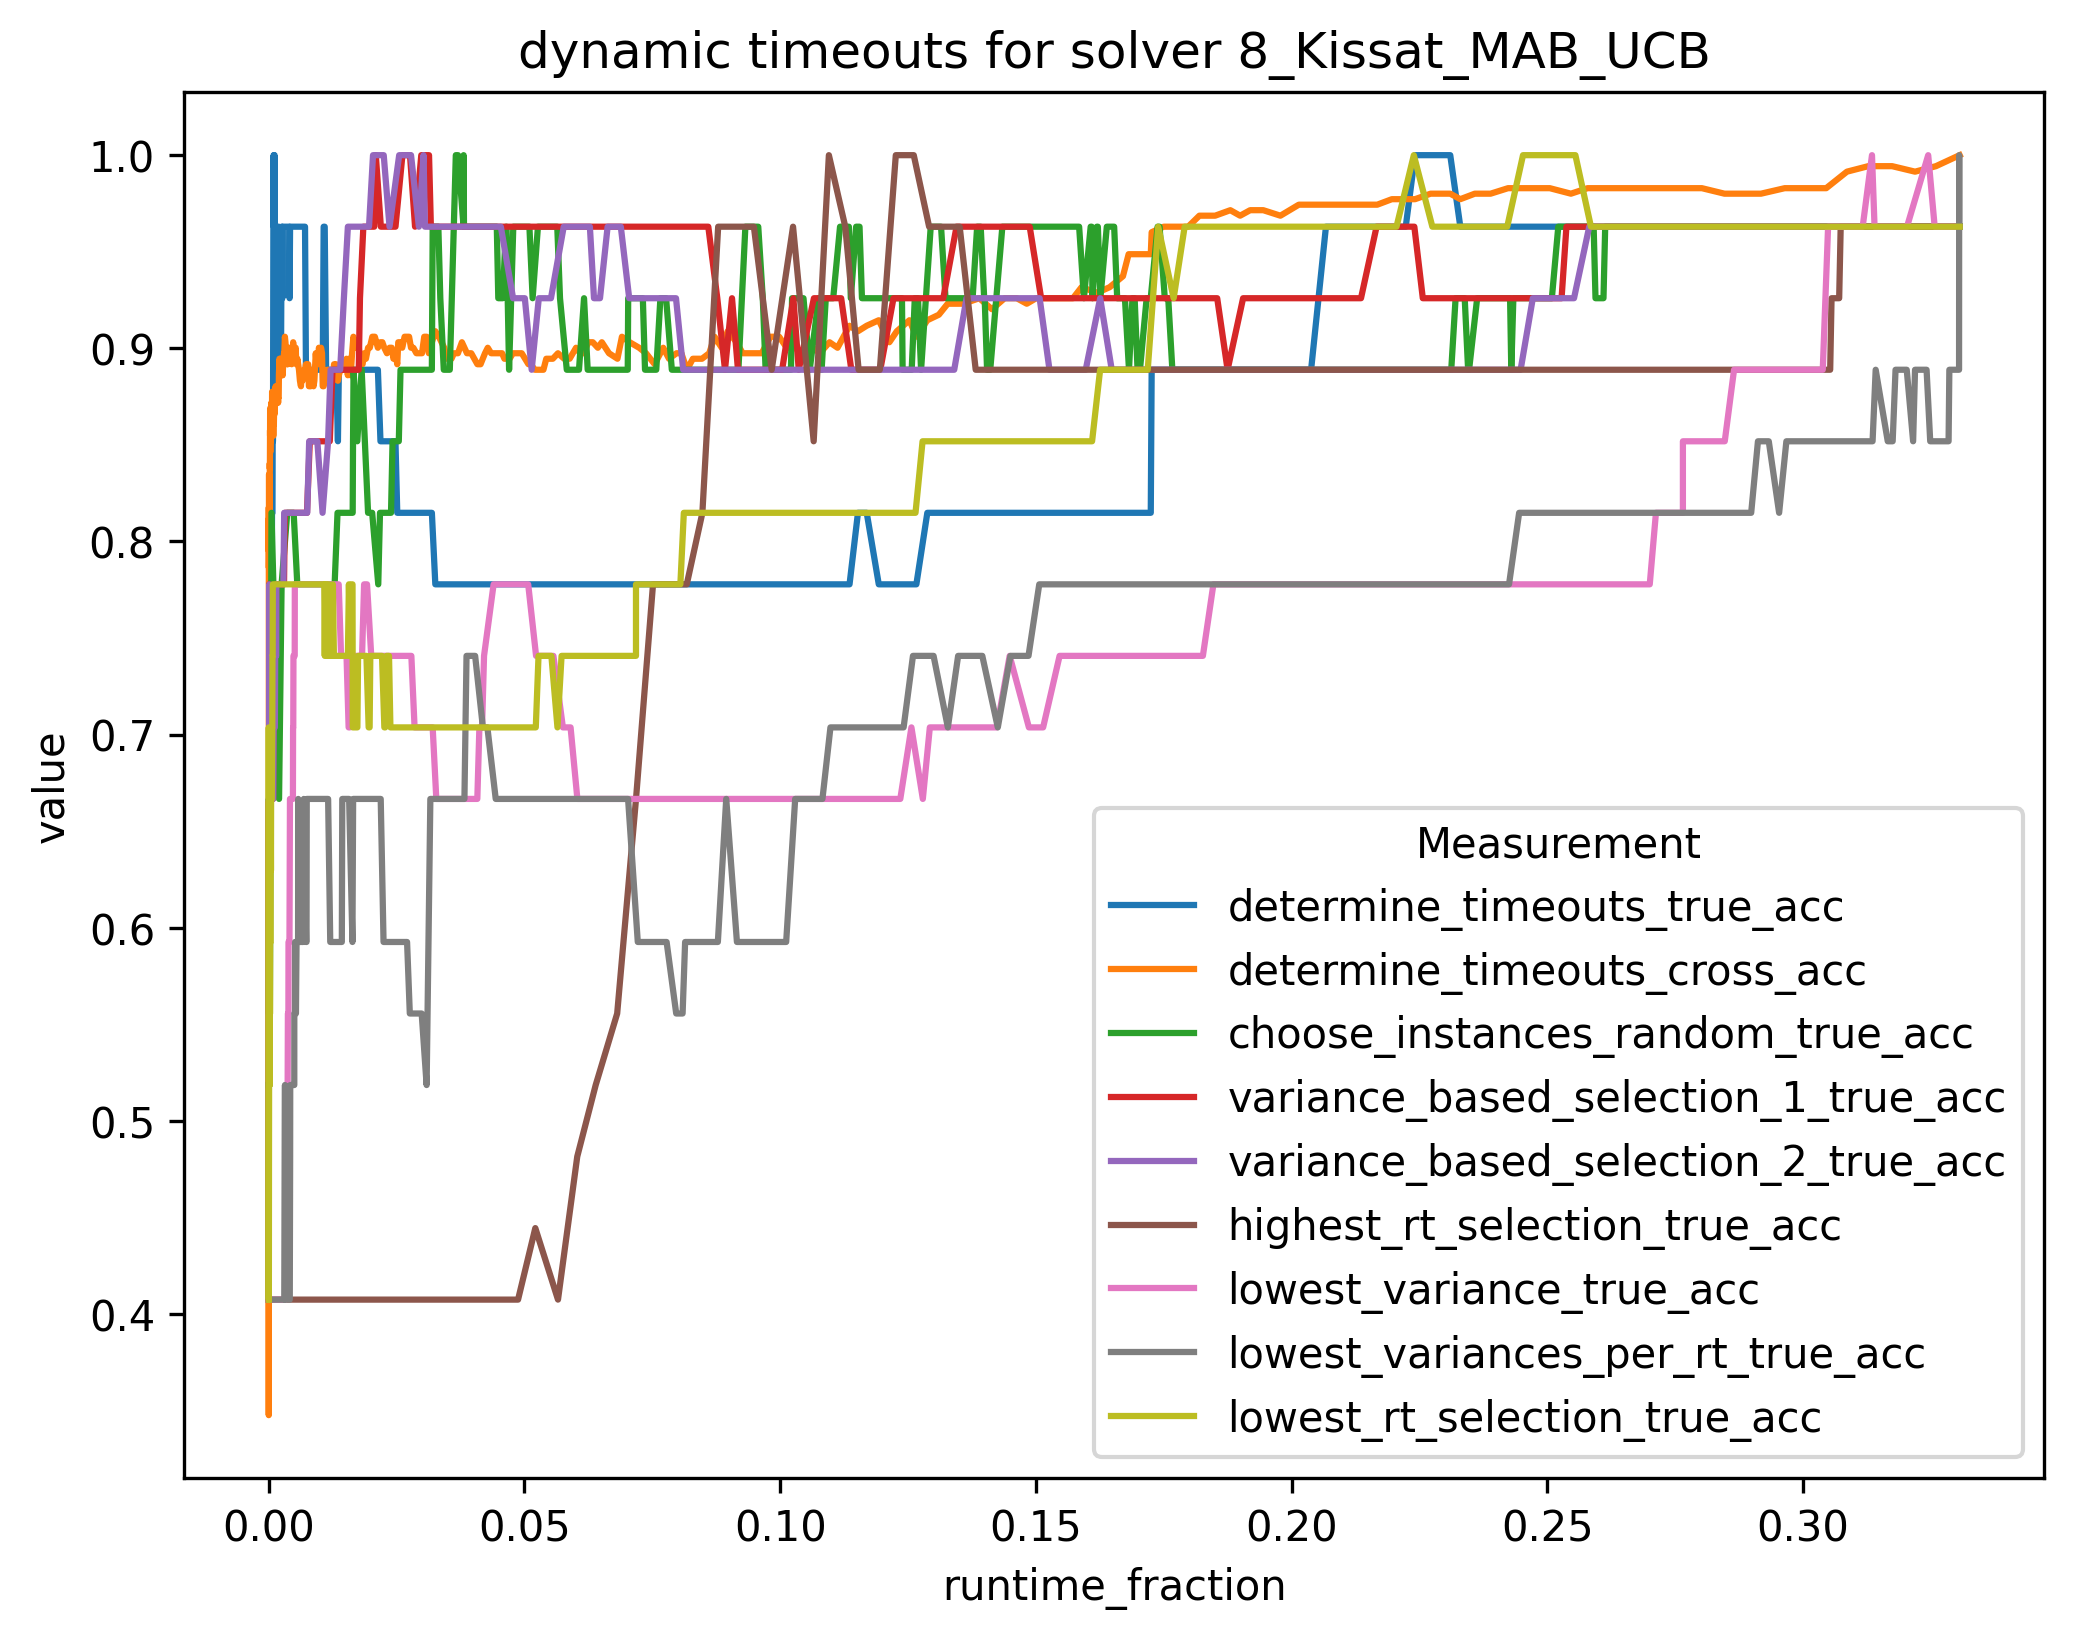 dynamic timeouts for solver 8_Kissat_MAB_UCB
1.0
0.9
0.8
0.7
0.6
0.5
0.4
value
0.00 0.05 0.10 0.15 0.20 0.25 0.30
runtime_fraction
Measurement
determine_timeouts_true_acc
determine_timeouts_cross_acc
choose_instances_random_true_acc
variance_based_selection_1_true_acc
variance_based_selection_2_true_acc
highest_rt_selection_true_acc
lowest_variance_true_acc
lowest_variances_per_rt_true_acc
lowest_rt_selection_true_acc